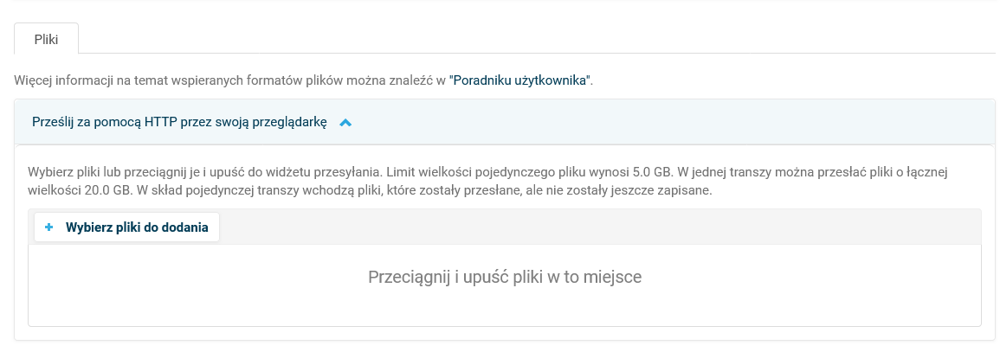 Pliki
Więcej informacji na temat wspieranych formatów plików można znaleźć w "Poradniku użytkownika".
Prześlij za pomocą HTTP przez swoją przeglądarkę
Wybierz pliki lub przeciągnij je i upuść do widżetu przesyłania. Limit wielkości pojedynczego pliku wynosi 5.0 GB. W jednej transzy można przesłać pliki o łącznej
wielkości 20.0 GB. W skład pojedynczej transzy wchodzą pliki, które zostały przesłane, ale nie zostały jeszcze zapisane.
Wybierz pliki do dodania
Przeciągnij i upuść pliki w to miejsce